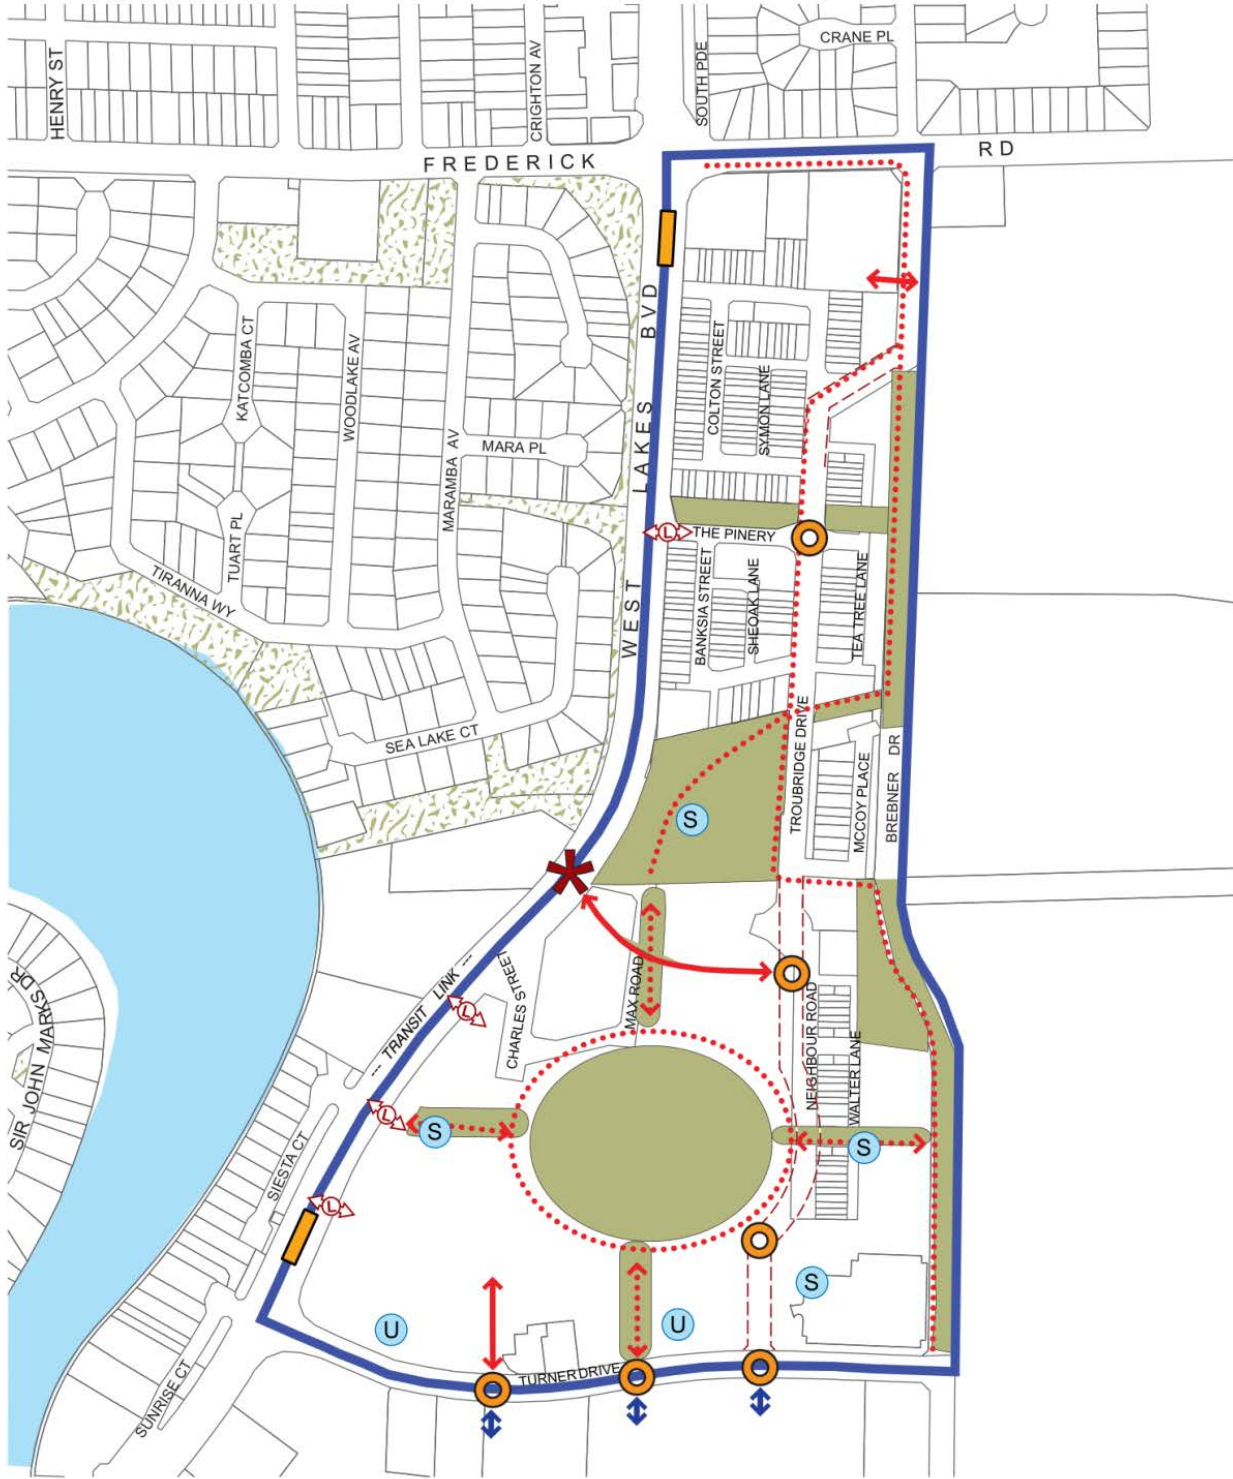 CRANE PL
HENRY ST
CRIGHTON AV
SOUTH PDE
FREDERICK
RD
KATCOMBA CT
WOODLAKE AV
MARAMBA AV
MARA PL
TUART PL
TIRANNA WY
SEA LAKE CT
WEST LAKES BVD
COLTON STREET
SYMON LANE
L
THE PINERY
BANKSIA STREET
SHEOAK LANE
TEA TREE LANE
TROUBRIDGE DRIVE
MCCOY PLACE
BREBNER DR
S
--- TRANSIT LINK ---
CHARLES STREET
MAX ROAD
NEIGHBOUR ROAD
WALTER LANE
SIR JOHN MARKS DR
L
L
S
S
SIESTA CT
L
S
U
U
TURNER DRIVE
SUNRISE CT